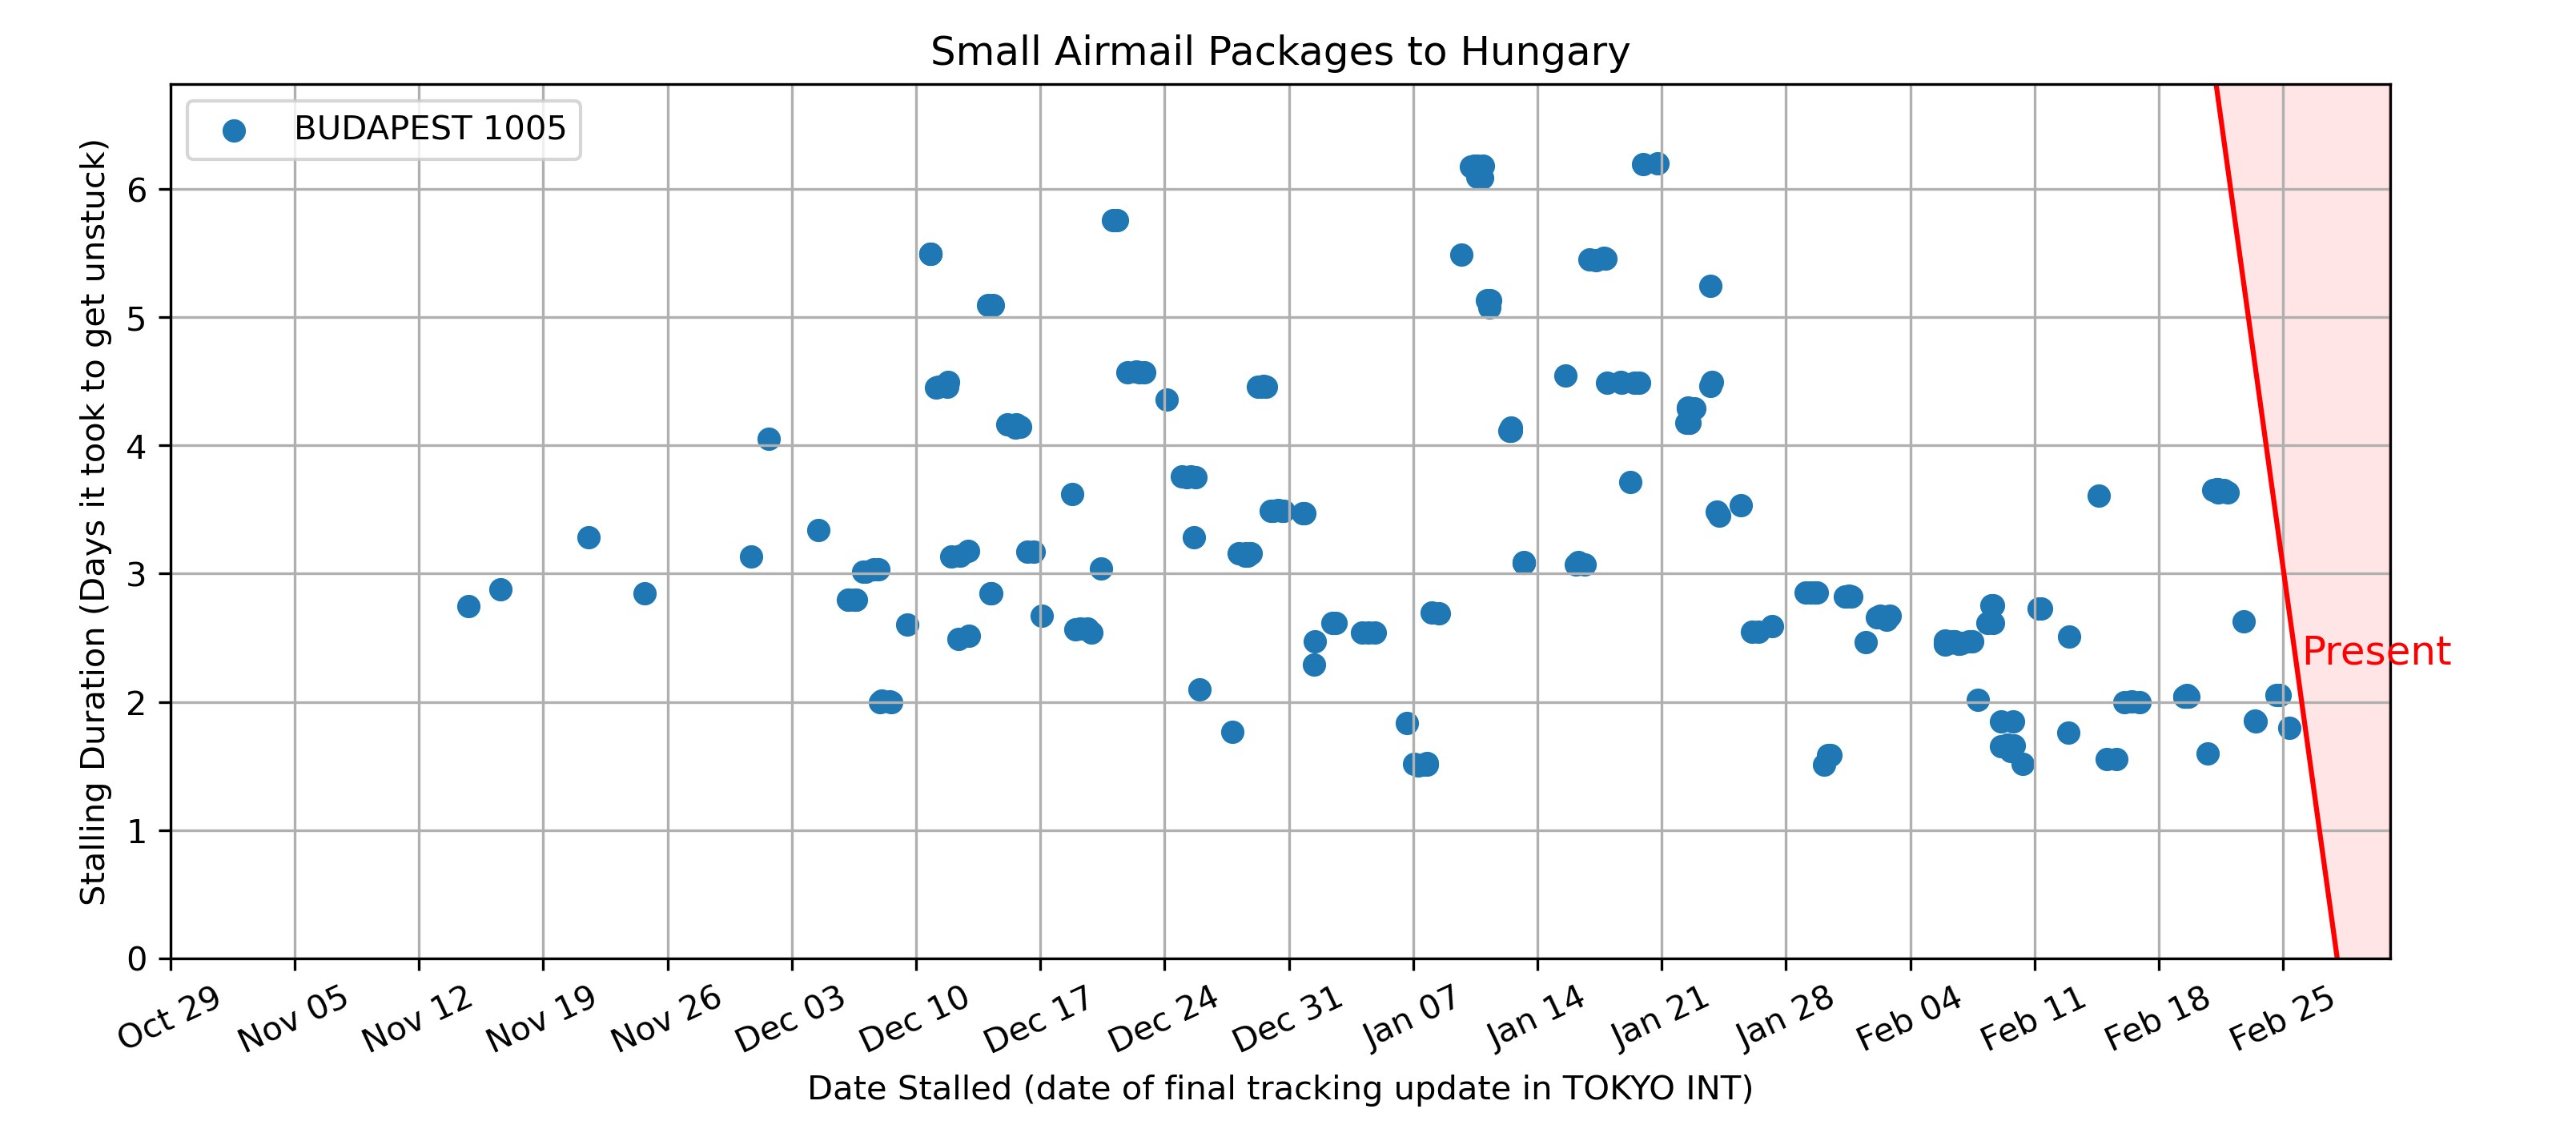 Small Airmail Packages to Hungary
BUDAPEST 1005
Stalling Duration (Days it took to get unstuck)
6
5
4
3
2
1
0
Present
Oct 29
Nov 05
Nov 12
Nov 19
Nov 26
Dec 03
Dec 10
Dec 17
Dec 24
Dec 31
Jan 07
Jan 14
Jan 21
Jan 28
Feb 04
Feb 11
Feb 18
Feb 25
Date Stalled (date of final tracking update in TOKYO INT)